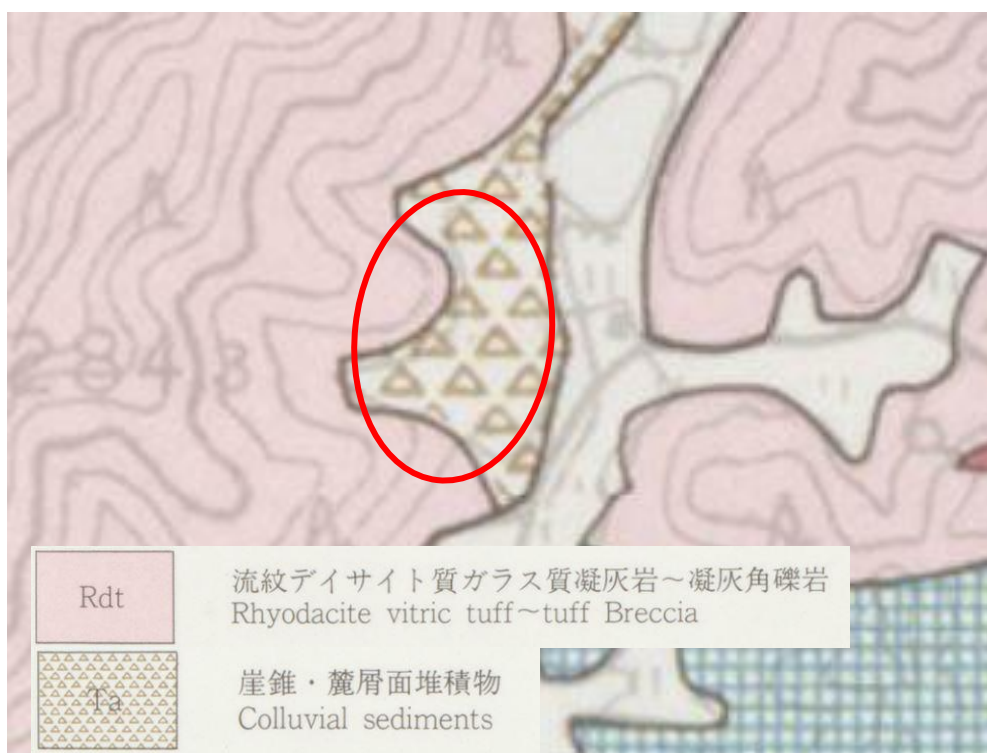 2843
Rdt
流紋デイサイト質ガラス質凝灰岩~凝灰角礫岩
Rhyodacite vitric tuff~tuff Breccia
Ta
崖錐・麓屑面堆積物
Colluvial sediments